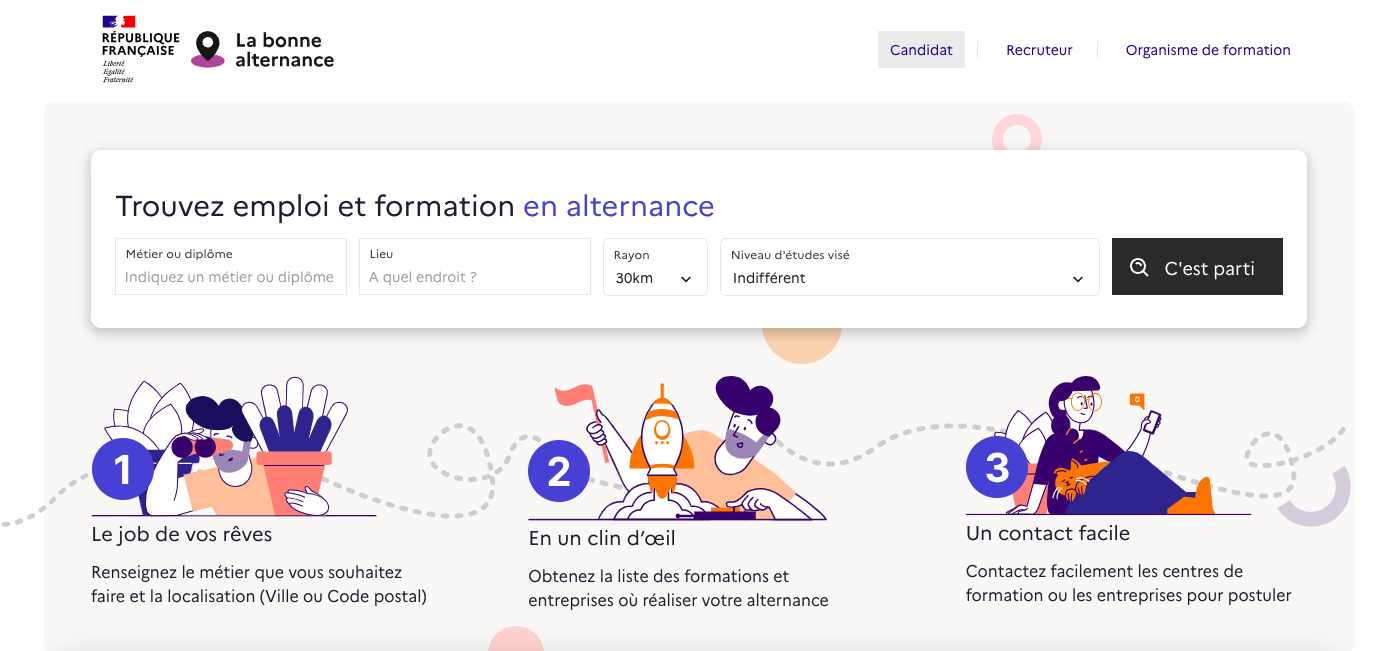 RÉPUBLIQUE
FRANÇAISE
Liberté
Égalité
Fraternité
La bonne
alternance
Candidat
Recruteur
Organisme de formation
Trouvez emploi et formation en alternance
Métier ou diplôme
Indiquez un métier ou diplôme
Lieu
A quel endroit ?
Rayon
30km
Niveau d'études visé
Indifférent
C'est parti
1
Le job de vos rêves
Renseignez le métier que vous souhaitez
faire et la localisation (Ville ou Code postal)
2
En un clin d’œil
Obtenez la liste des formations et
entreprises où réaliser votre alternance
3
Un contact facile
Contactez facilement les centres de
formation ou les entreprises pour postuler